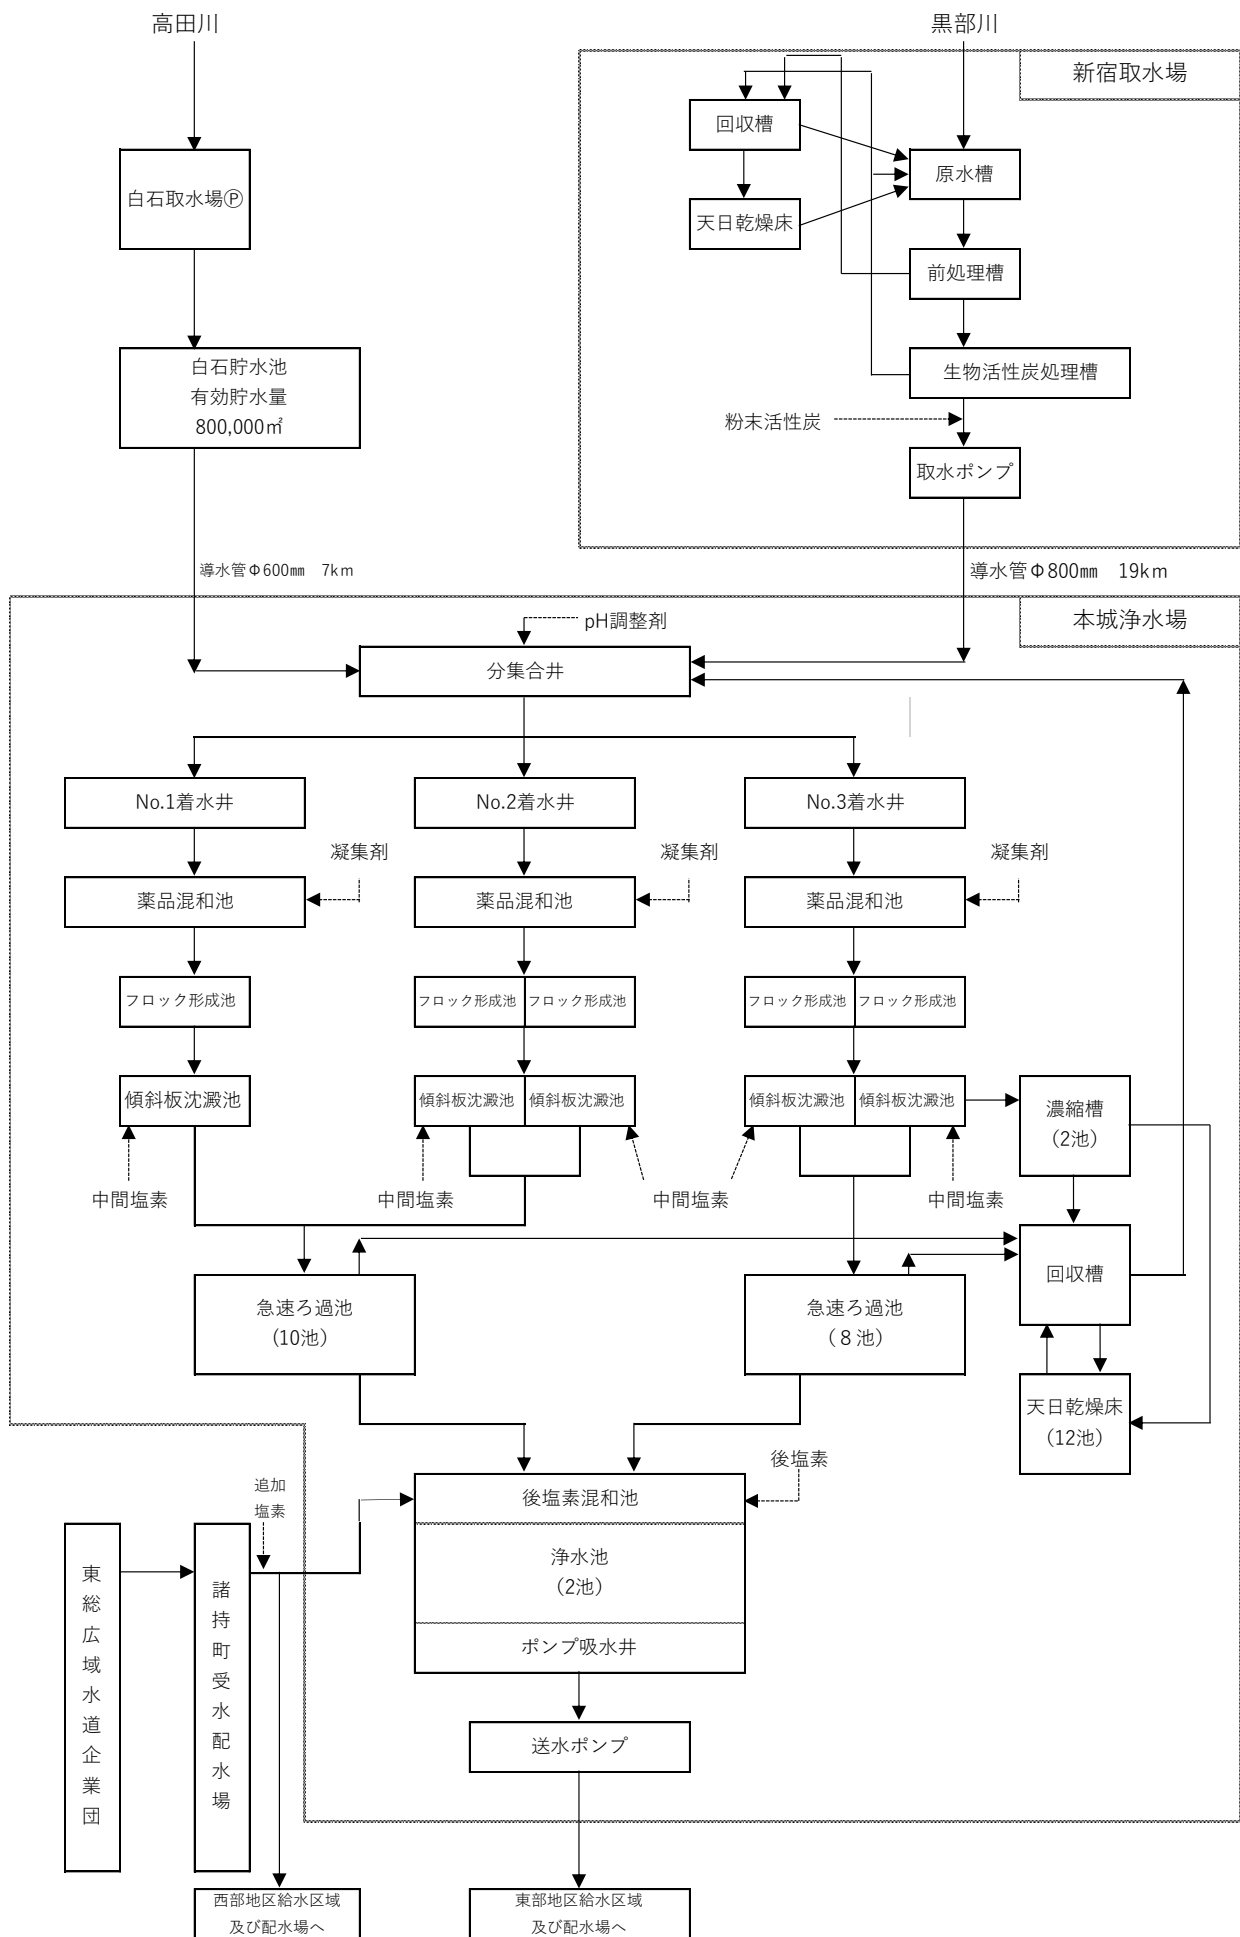 高田川
黒部川
新宿取水場
回収槽
原水槽
白石取水場Ⓟ
天日乾燥床
前処理槽
白石貯水池
有効貯水量
800,000㎥
生物活性炭処理槽
粉末活性炭
取水ポンプ
導水管Φ600㎜　7km
導水管Φ800㎜　19km
本城浄水場
pH調整剤
分集合井
No.1着水井
No.2着水井
No.3着水井
凝集剤
凝集剤
凝集剤
薬品混和池
薬品混和池
薬品混和池
フロック形成池
フロック形成池
フロック形成池
フロック形成池
フロック形成池
傾斜板沈澱池
傾斜板沈澱池
傾斜板沈澱池
傾斜板沈澱池
傾斜板沈澱池
濃縮槽
（2池）
中間塩素
中間塩素
中間塩素
中間塩素
回収槽
急速ろ過池
（10池）
急速ろ過池
（８池）
天日乾燥床
（12池）
後塩素
追加
塩素
後塩素混和池
浄水池
（2池）
ポンプ吸水井
東総広域水道企業団
諸持町受水配水場
送水ポンプ
西部地区給水区域
及び配水場へ
東部地区給水区域
及び配水場へ